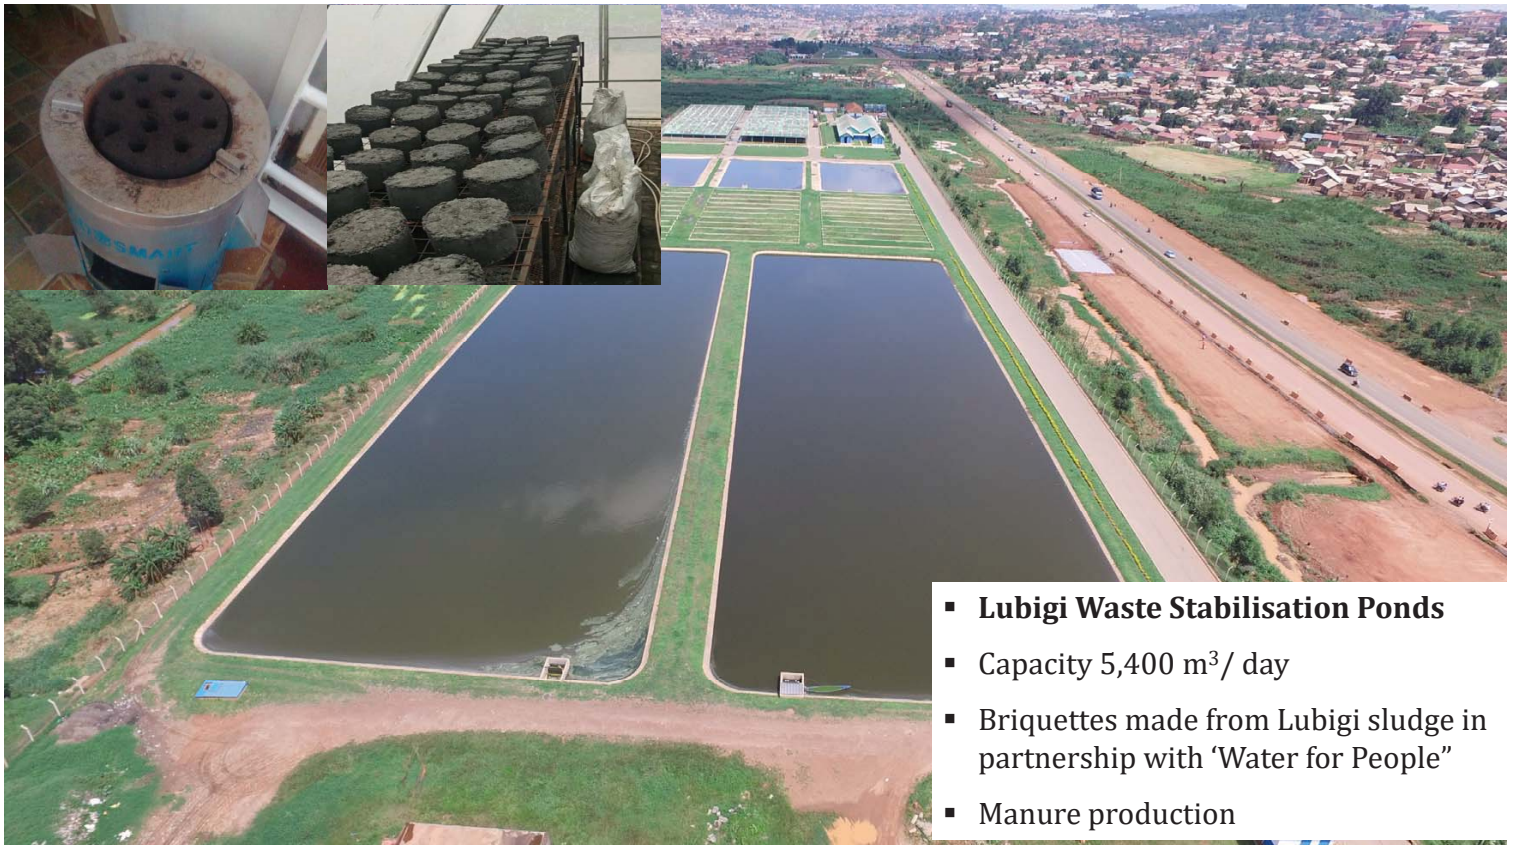 ▪ Lubigi Waste Stabilisation Ponds
▪ Capacity 5,400 m³/ day
▪ Briquettes made from Lubigi sludge in
partnership with ‘Water for People”
▪ Manure production